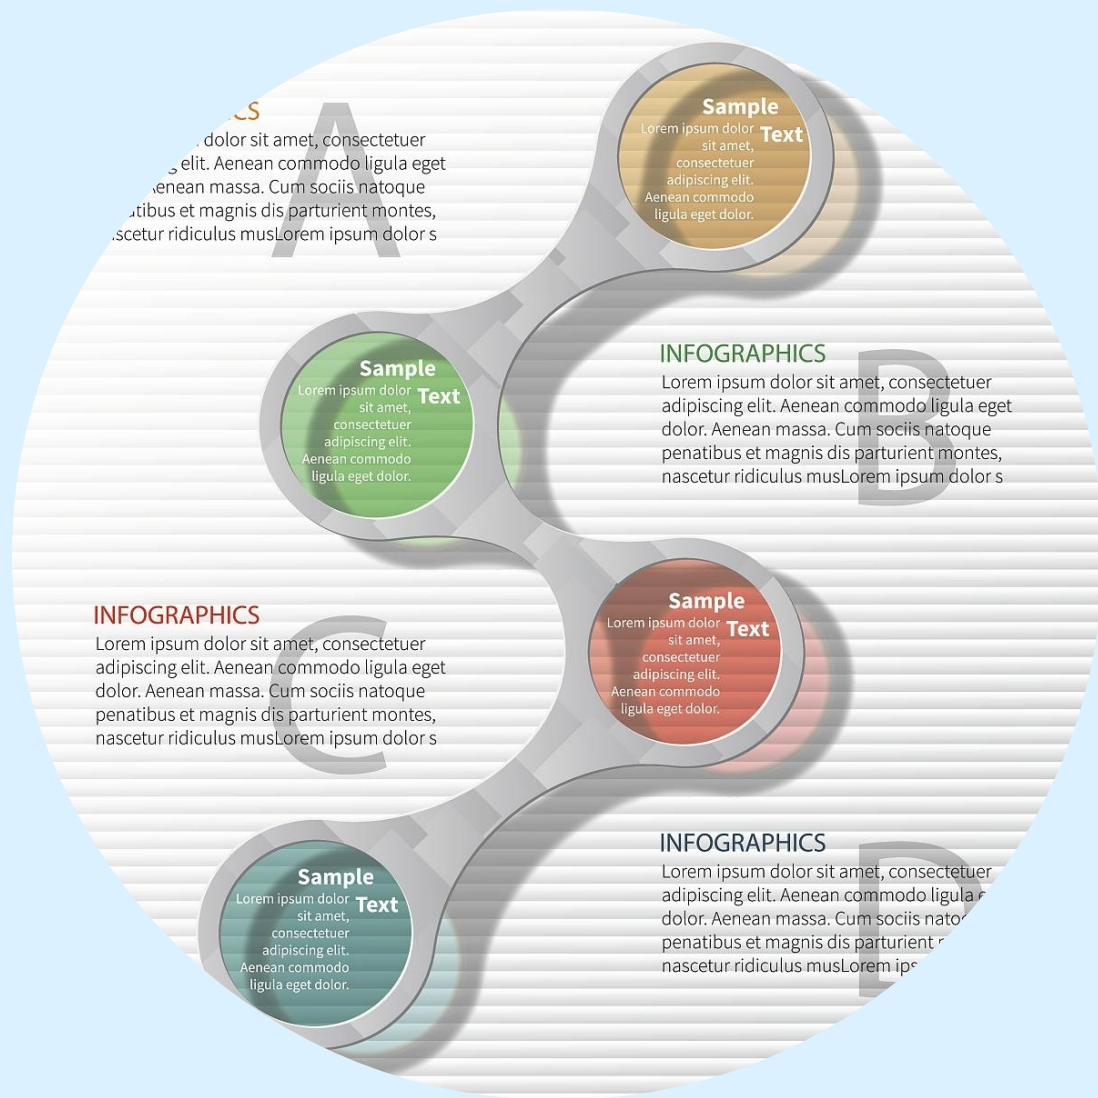 A
dolor sit amet, consectetuer
elit. Aenean commodo ligula eget
Aenean massa. Cum sociis natoque
et magnis dis parturient montes,
ridiculus musLorem ipsum dolor s
Sample
Text
Lorem ipsum dolor
sit amet,
consectetuer
adipiscing elit.
Aenean commodo
ligula eget dolor.
Sample
Text
Lorem ipsum dolor
sit amet,
consectetuer
adipiscing elit.
Aenean commodo
ligula eget dolor.
B
INFOGRAPHICS
Lorem ipsum dolor sit amet, consectetuer
adipiscing elit. Aenean commodo ligula eget
dolor. Aenean massa. Cum sociis natoque
penatibus et magnis dis parturient montes,
nascetur ridiculus musLorem ipsum dolor s
C
INFOGRAPHICS
Lorem ipsum dolor sit amet, consectetuer
adipiscing elit. Aenean commodo ligula eget
dolor. Aenean massa. Cum sociis natoque
penatibus et magnis dis parturient montes,
nascetur ridiculus musLorem ipsum dolor s
Sample
Text
Lorem ipsum dolor
sit amet,
consectetuer
adipiscing elit.
Aenean commodo
ligula eget dolor.
Sample
Text
Lorem ipsum dolor
sit amet,
consectetuer
adipiscing elit.
Aenean commodo
ligula eget dolor.
D
INFOGRAPHICS
Lorem ipsum dolor sit amet, consectetuer
adipiscing elit. Aenean commodo ligula
dolor. Aenean massa. Cum sociis
penatibus et magnis dis parturient
nascetur ridiculus musLorem